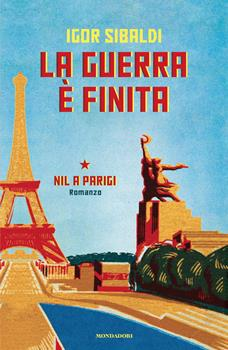 IGOR SIBALDI
LA GUERRA
È FINITA
NIL A PARIGI
Romanzo
MONDADORI